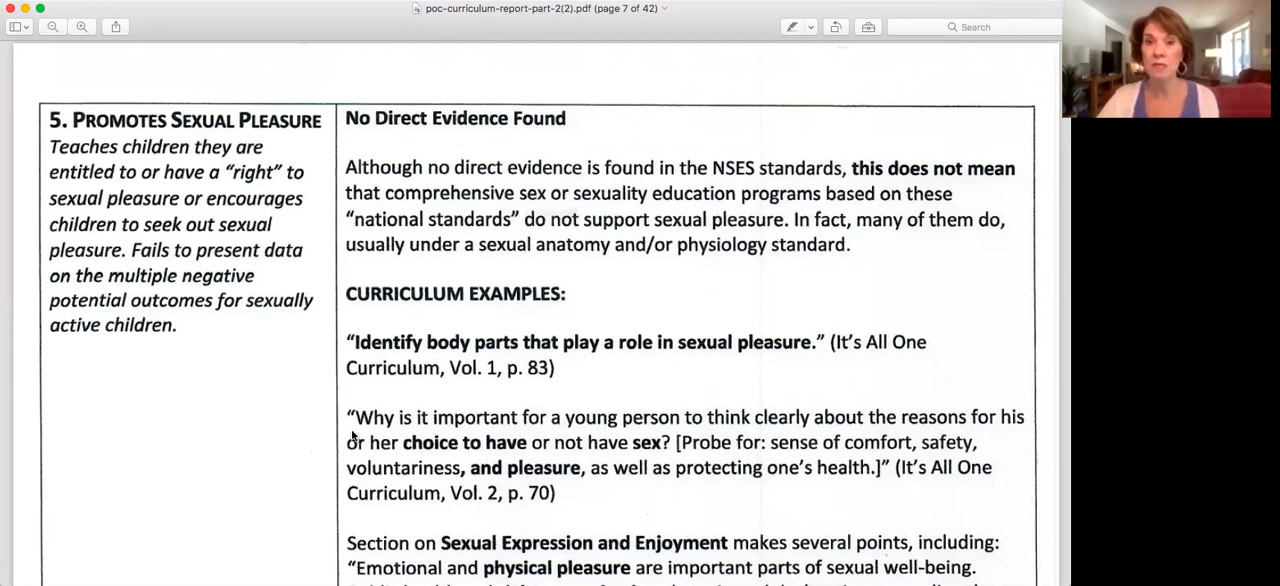 poc-curriculum-report-part-2(2).pdf (page 7 of 42)
Search
5. PROMOTES SEXUAL PLEASURE
Teaches children they are
entitled to or have a “right” to
sexual pleasure or encourages
children to seek out sexual
pleasure. Fails to present data
on the multiple negative
potential outcomes for sexually
active children.
No Direct Evidence Found
Although no direct evidence is found in the NSES standards, this does not mean
that comprehensive sex or sexuality education programs based on these
“national standards” do not support sexual pleasure. In fact, many of them do,
usually under a sexual anatomy and/or physiology standard.
CURRICULUM EXAMPLES:
“Identify body parts that play a role in sexual pleasure.” (It’s All One
Curriculum, Vol. 1, p. 83)
“Why is it important for a young person to think clearly about the reasons for his
or her choice to have or not have sex? [Probe for: sense of comfort, safety,
voluntariness, and pleasure, as well as protecting one’s health.]” (It’s All One
Curriculum, Vol. 2, p. 70)
Section on Sexual Expression and Enjoyment makes several points, including:
“Emotional and physical pleasure are important parts of sexual well-being.